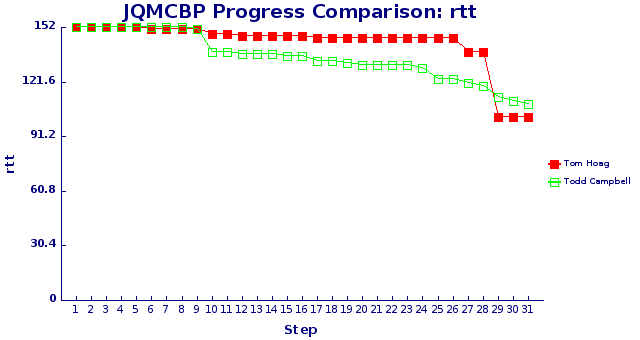 JQMCBP Progress Comparison: rtt
152
121.6
91.2
60.8
30.4
0
rtt
1 2 3 4 5 6 7 8 9 10 11 12 13 14 15 16 17 18 19 20 21 22 23 24 25 26 27 28 29 30 31
Step
Tom Hoag
Todd Campbell